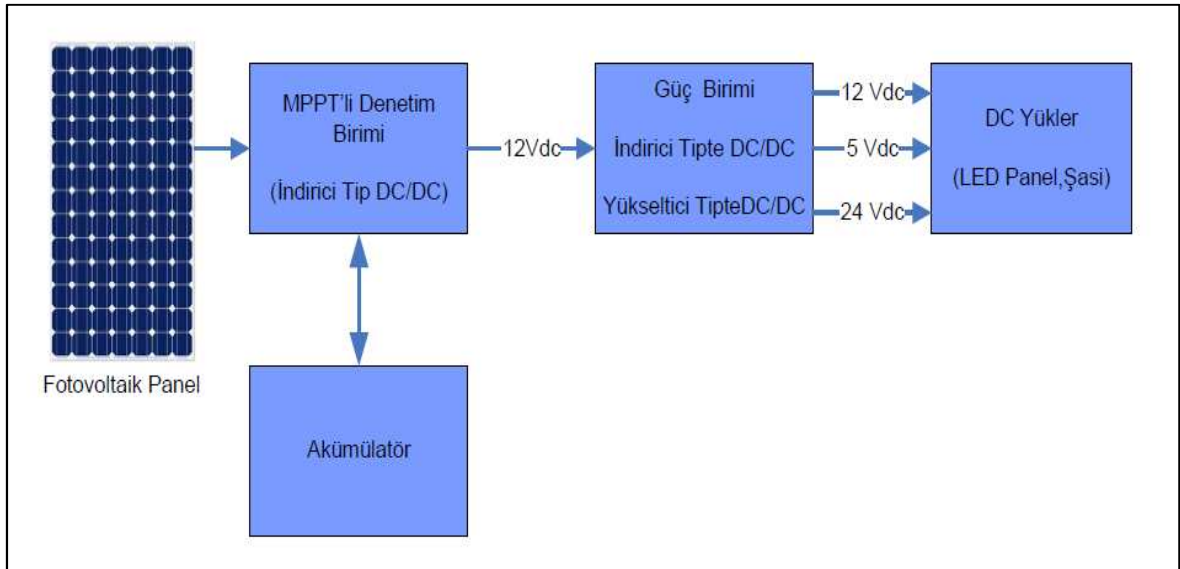 MPPT'li Denetim
Birimi
(İndirici Tip DC/DC)
12Vdc
Güç Birimi
İndirici Tipte DC/DC
Yükseltici TipteDC/DC
12 Vdc
5 Vdc
24 Vdc
DC Yükler
(LED Panel,Şasi)
Fotovoltaik Panel
Akümülatör